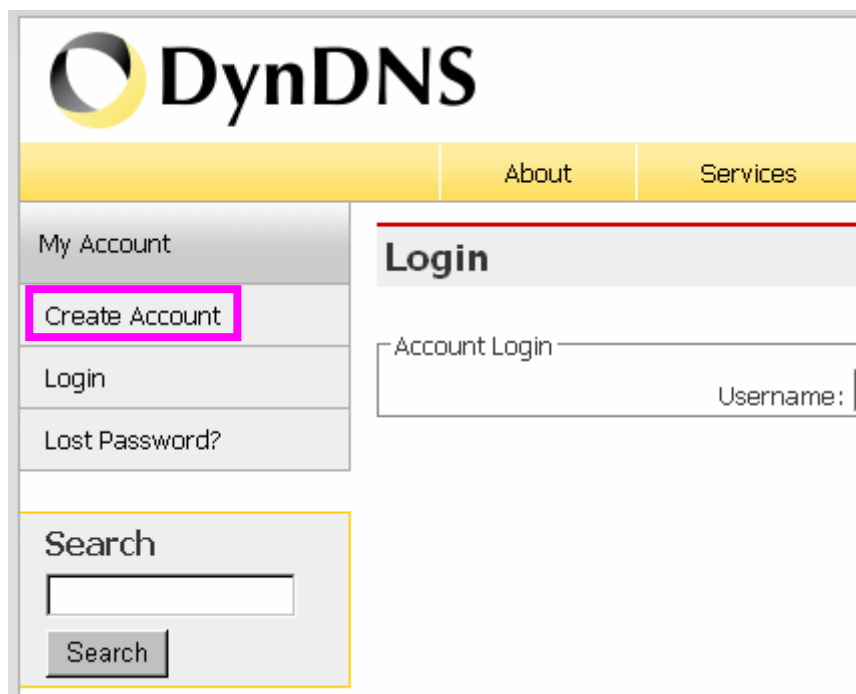 DynDNS
About Services
My Account
Create Account
Login
Lost Password?
Login
Account Login
Username:
Search
Search